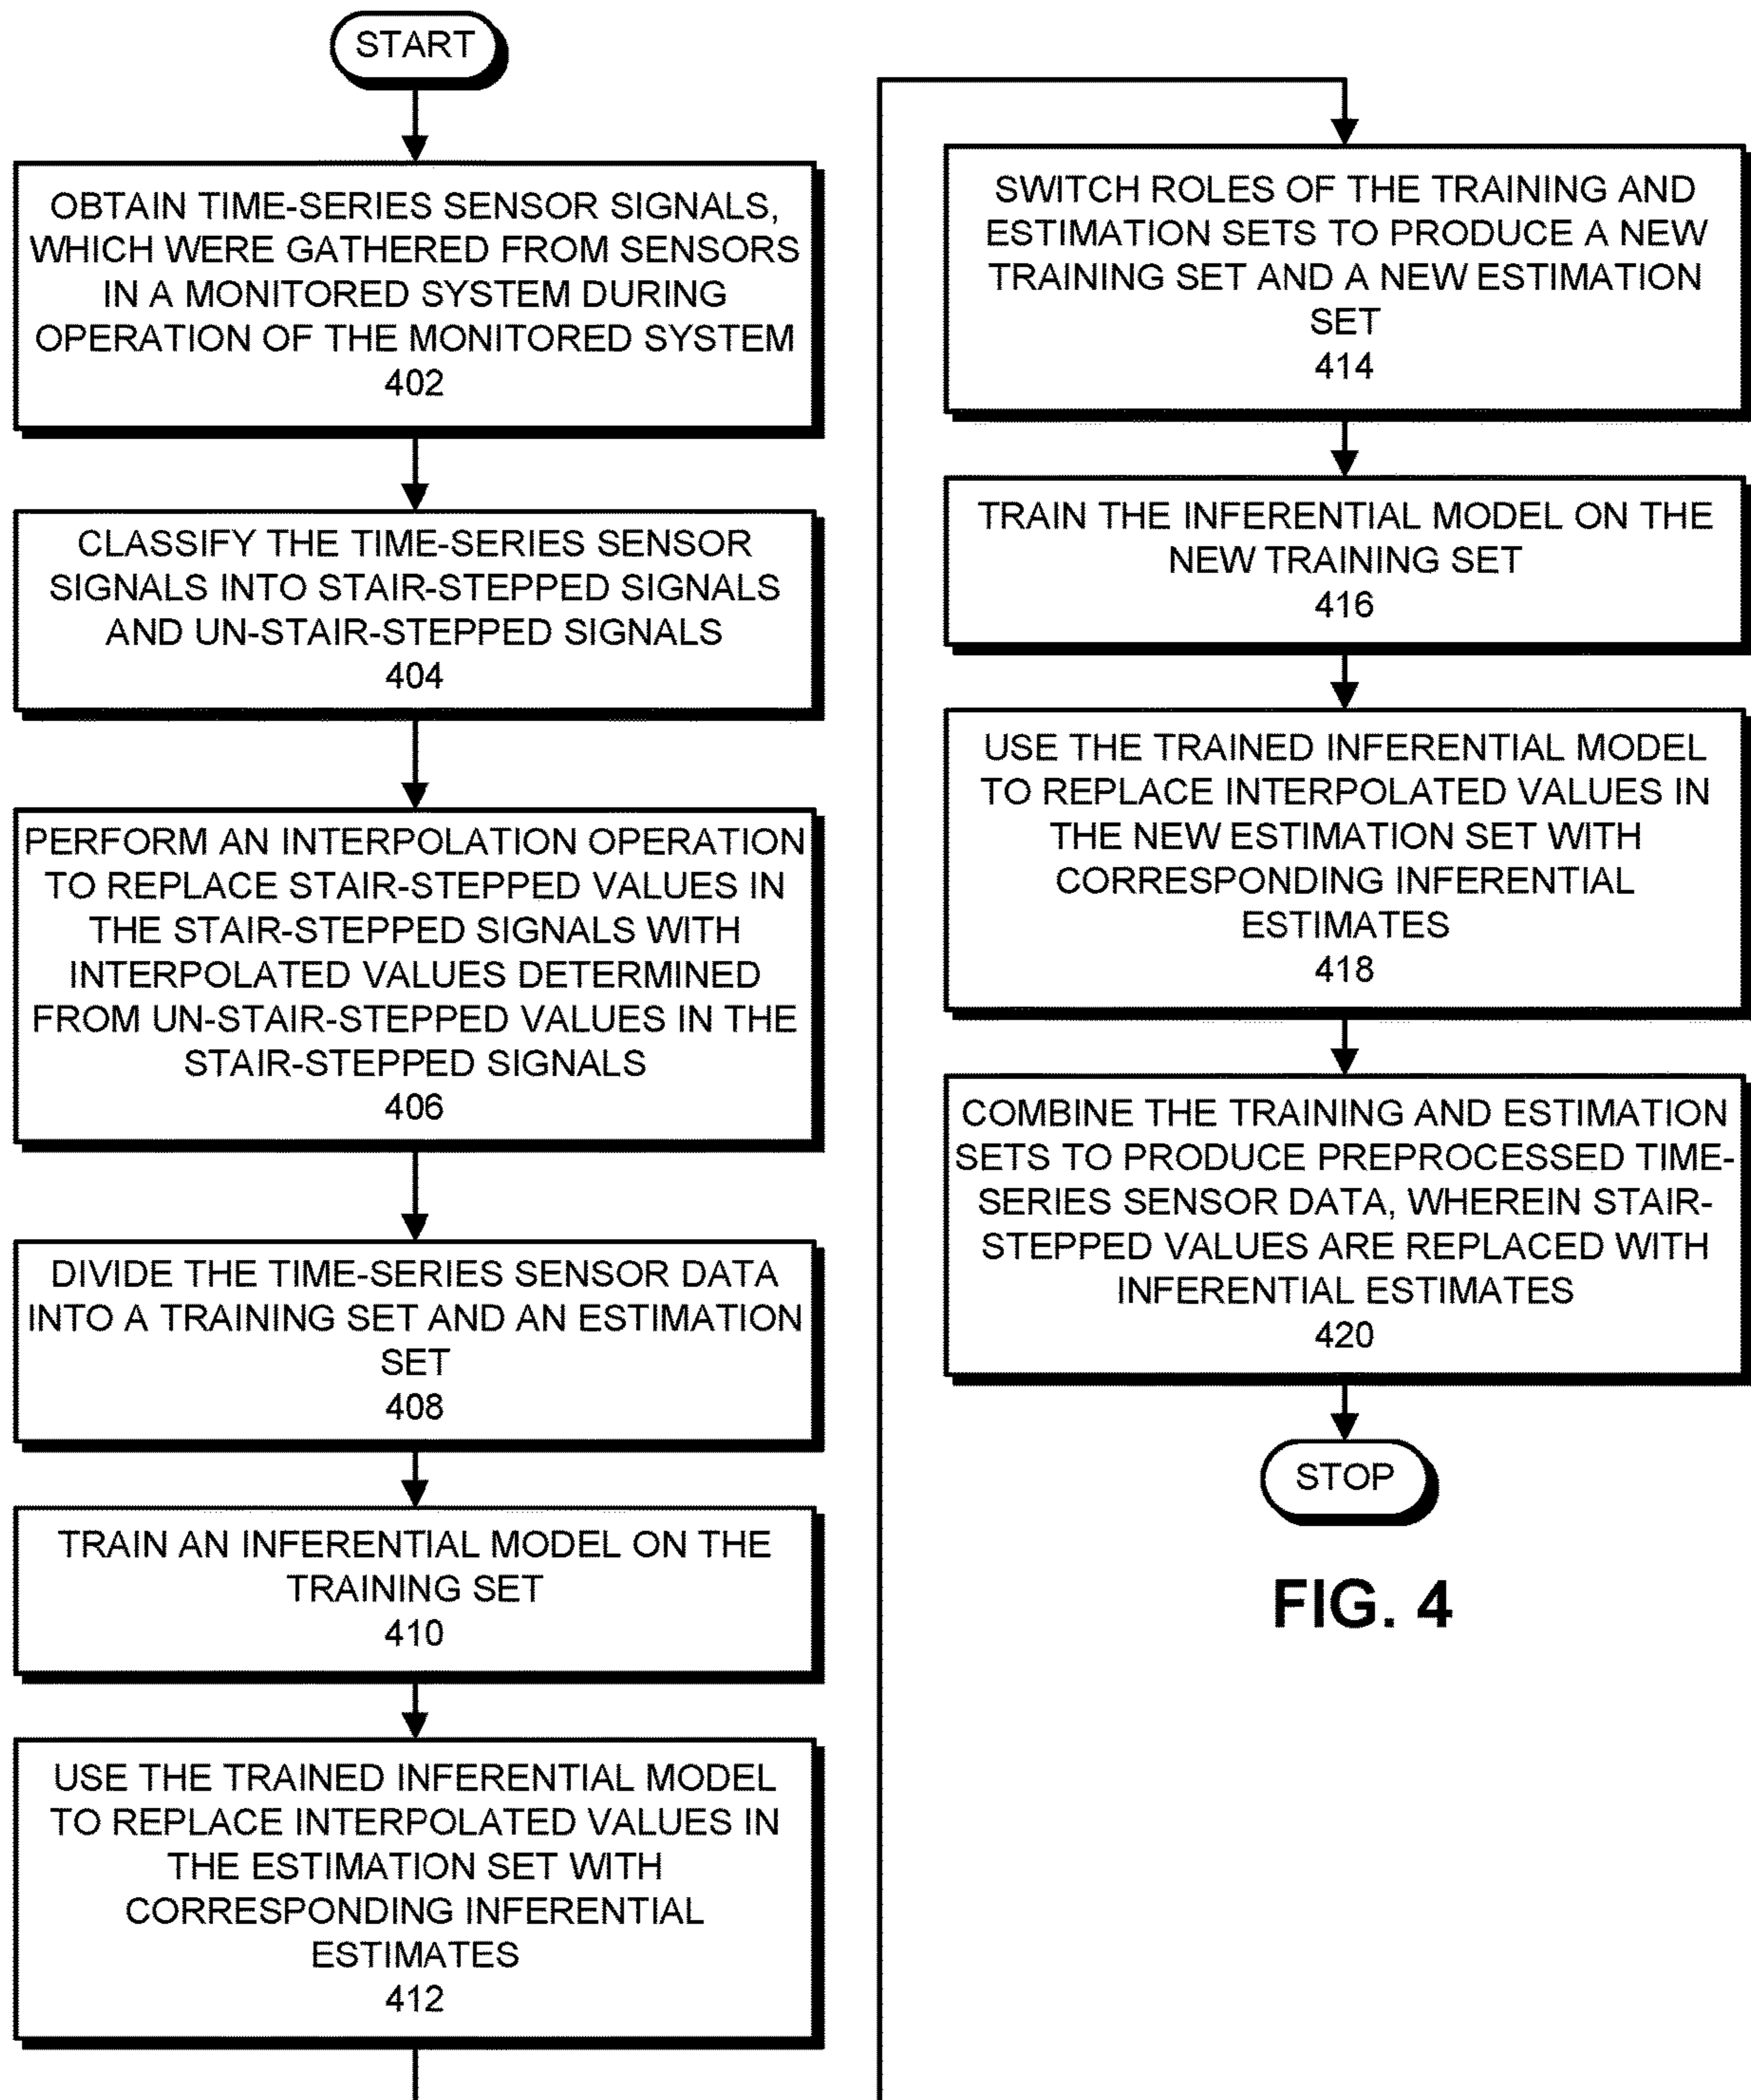 START
OBTAIN TIME-SERIES SENSOR SIGNALS,
WHICH WERE GATHERED FROM SENSORS
IN A MONITORED SYSTEM DURING
OPERATION OF THE MONITORED SYSTEM
402
CLASSIFY THE TIME-SERIES SENSOR
SIGNALS INTO STAIR-STEPPED SIGNALS
AND UN-STAIR-STEPPED SIGNALS
404
PERFORM AN INTERPOLATION OPERATION
TO REPLACE STAIR-STEPPED VALUES IN
THE STAIR-STEPPED SIGNALS WITH
INTERPOLATED VALUES DETERMINED
FROM UN-STAIR-STEPPED VALUES IN THE
STAIR-STEPPED SIGNALS
406
DIVIDE THE TIME-SERIES SENSOR DATA
INTO A TRAINING SET AND AN ESTIMATION
SET
408
TRAIN AN INFERENTIAL MODEL ON THE
TRAINING SET
410
USE THE TRAINED INFERENTIAL MODEL
TO REPLACE INTERPOLATED VALUES IN
THE ESTIMATION SET WITH
CORRESPONDING INFERENTIAL
ESTIMATES
412
SWITCH ROLES OF THE TRAINING AND
ESTIMATION SETS TO PRODUCE A NEW
TRAINING SET AND A NEW ESTIMATION
SET
414
TRAIN THE INFERENTIAL MODEL ON THE
NEW TRAINING SET
416
USE THE TRAINED INFERENTIAL MODEL
TO REPLACE INTERPOLATED VALUES IN
THE NEW ESTIMATION SET WITH
CORRESPONDING INFERENTIAL
ESTIMATES
418
COMBINE THE TRAINING AND ESTIMATION
SETS TO PRODUCE PREPROCESSED TIME-
SERIES SENSOR DATA, WHEREIN STAIR-
STEPPED VALUES ARE REPLACED WITH
INFERENTIAL ESTIMATES
420
STOP
FIG. 4